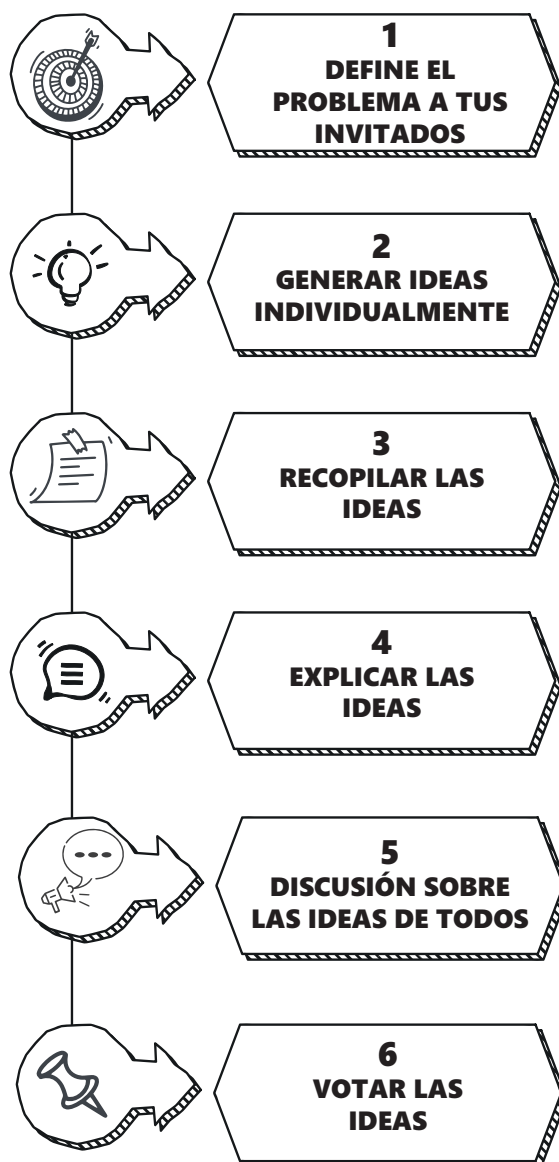 1
DEFINE EL
PROBLEMA A TUS
INVITADOS
2
GENERAR IDEAS
INDIVIDUALMENTE
3
RECOPILAR LAS
IDEAS
4
EXPLICAR LAS
IDEAS
5
DISCUSIÓN SOBRE
LAS IDEAS DE TODOS
6
VOTAR LAS
IDEAS